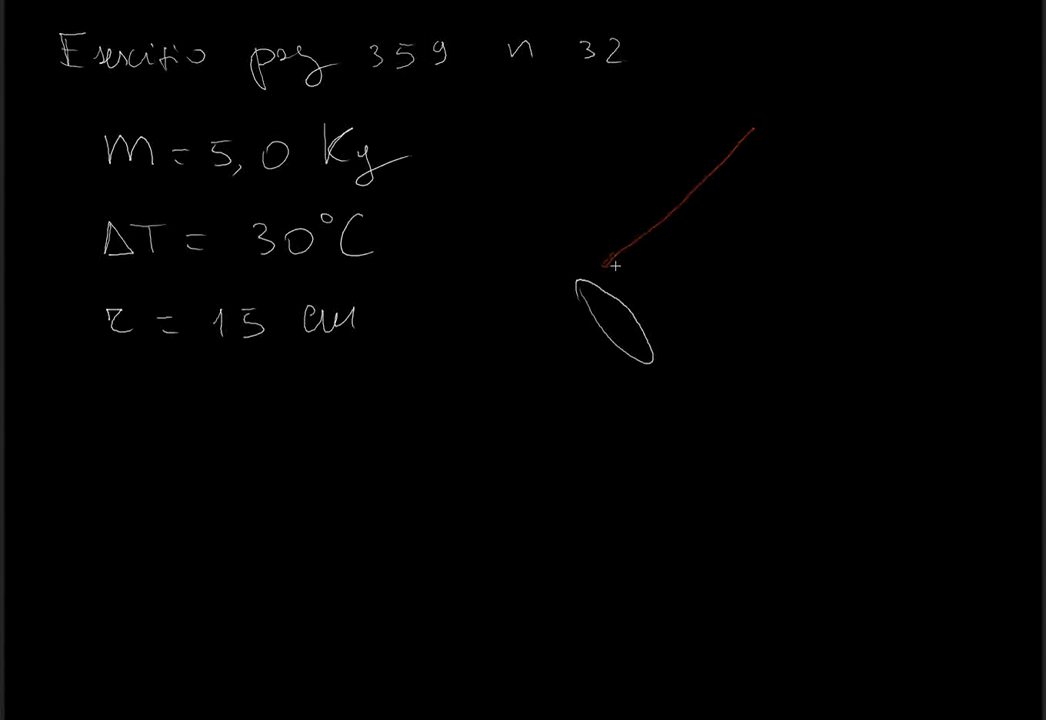 Esercizio pag 359 n 32
m = 5,0 Kg
ΔT = 30°C
r = 15 cm